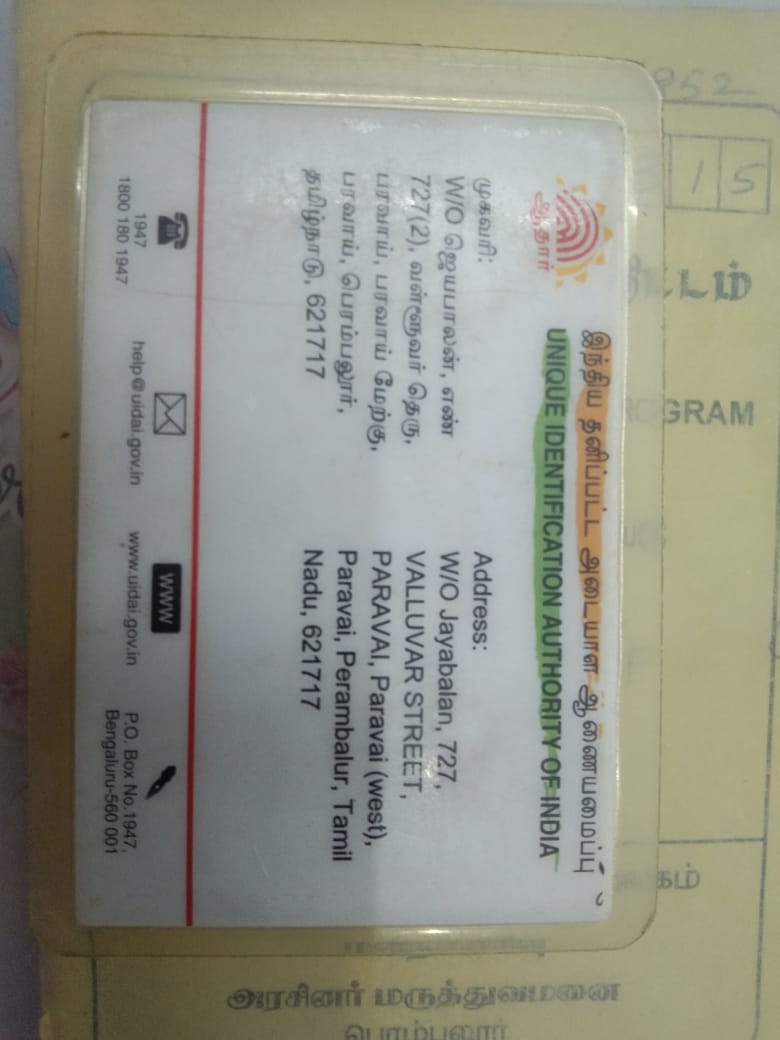 952
1 5
ஆதார்
இந்திய தனிப்பட்ட அடையாள ஆணையமைப்பு
UNIQUE IDENTIFICATION AUTHORITY OF INDIA
முகவரி:
W/O ஜெயபாலன், எண்
727(2), வள்ளூவர் தெரு,
பரவாய், பரவாய் மேற்கு,
பரவாய், பெரம்பலூர்,
தமிழ்நாடு, 621717
Address:
W/O Jayabalan, 727,
VALLUVAR STREET,
PARAVAI, Paravai (west),
Paravai, Perambalur, Tamil
Nadu, 621717
1947
1800 180 1947
help@uidai.gov.in
WWW
www.uidai.gov.in
P.O. Box No.1947,
Bengaluru-560 001
OGRAM
அரசினர் மருத்துவமனை